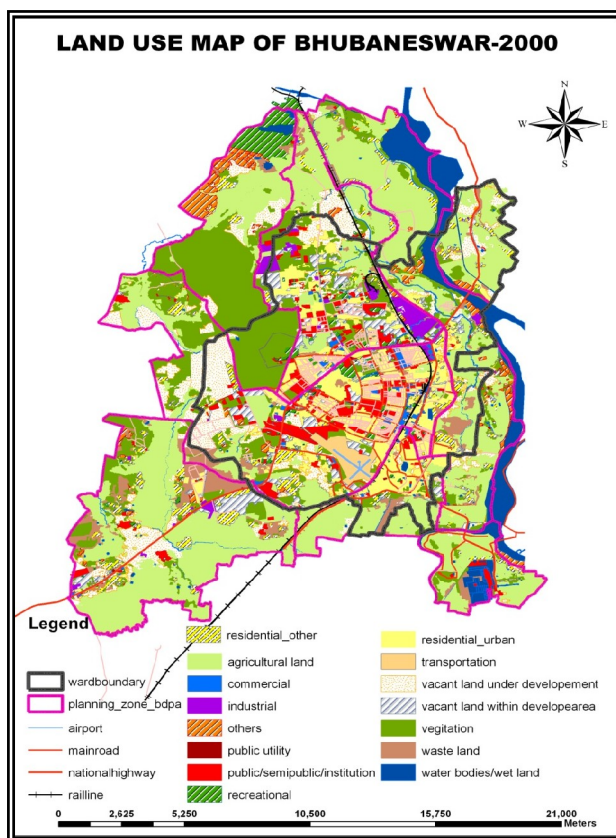 LAND USE MAP OF BHUBANESWAR-2000
N
W E
S
Legend
wardboundary
planning_zone_bdpa
airport
mainroad
nationalhighway
railline
residential_other
agricultural land
commercial
industrial
others
public utility
public/semipublic/institution
recreational
residential_urban
transportation
vacant land under developement
vacant land within developearea
vegitation
waste land
water bodies/wet land
0 2,625 5,250 10,500 15,750 21,000
Meters